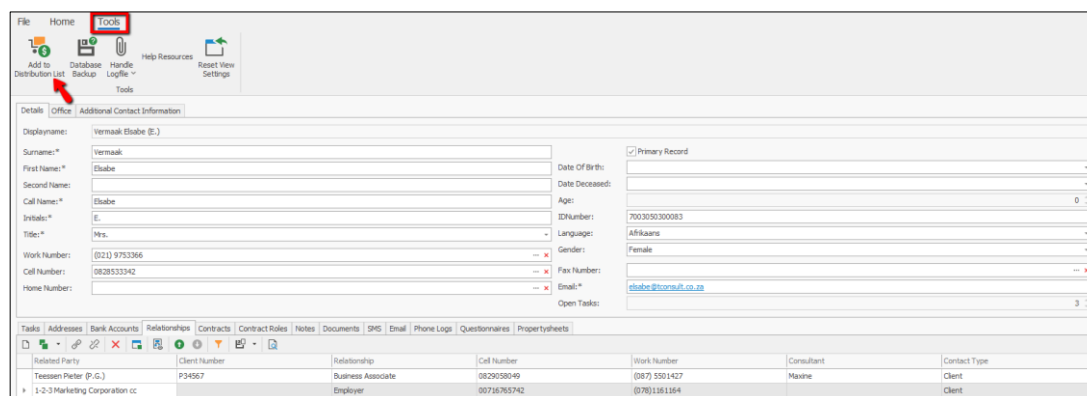 File Home Tools
Add to Distribution List Database Backup Handle Logfile Help Resources Reset View Settings
Tools
Details Office Additional Contact Information
Displayname: Vermaak Elsabe (E.)
Surname:* Vermaak Primary Record
First Name:* Elsabe Date Of Birth:
Second Name: Date Deceased:
Call Name:* Elsabe Age: 0
Initials:* E. IDNumber: 7003050300083
Title:* Mrs. Language: Afrikaans
Work Number: (021) 9753366 Gender: Female
Cell Number: 0828533342 Fax Number:
Home Number: Email:* elsabe@tconsult.co.za
Open Tasks: 3
Tasks Addresses Bank Accounts Relationships Contracts Contract Roles Notes Documents SMS Email Phone Logs Questionnaires Propertysheets
Related Party Client Number Relationship Cell Number Work Number Consultant Contact Type
Teessen Pieter (P.G.) P34567 Business Associate 0829058049 (087) 5501427 Maxine Client
1-2-3 Marketing Corporation cc Employer 00716765742 (078)1161164 Client